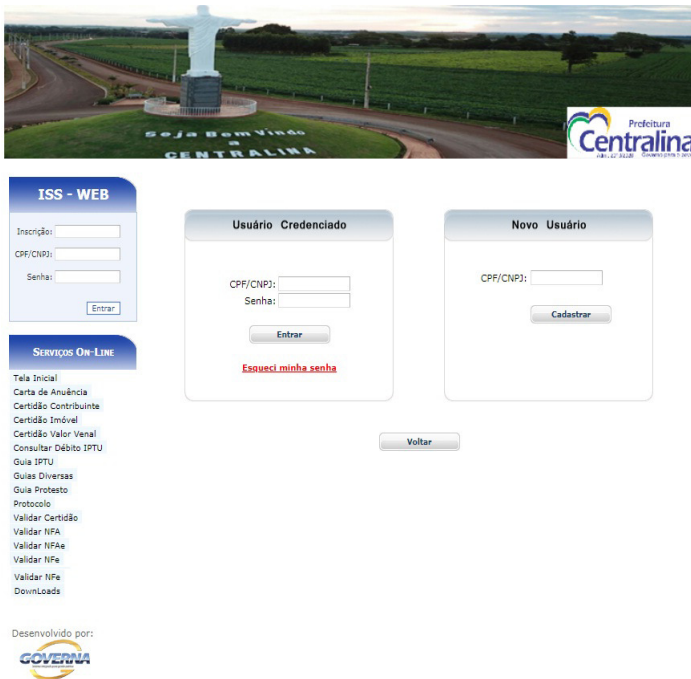 Seja Bem Vindo
a
CENTRALINA
Prefeitura
Centralina
ISS - WEB
Inscrição:
CPF/CNPJ:
Senha:
Entrar
Usuário Credenciado
CPF/CNPJ:
Senha:
Entrar
Esqueci minha senha
Novo Usuário
CPF/CNPJ:
Cadastrar
Voltar
Serviços On-Line
Tela Inicial
Carta de Anuência
Certidão Contribuinte
Certidão Imóvel
Certidão Valor Venal
Consultar Débito IPTU
Guia IPTU
Guias Diversas
Guia Protesto
Protocolo
Validar Certidão
Validar NFA
Validar NFAe
Validar NFe
Validar NFe
DownLoads
Desenvolvido por:
GOVERNA